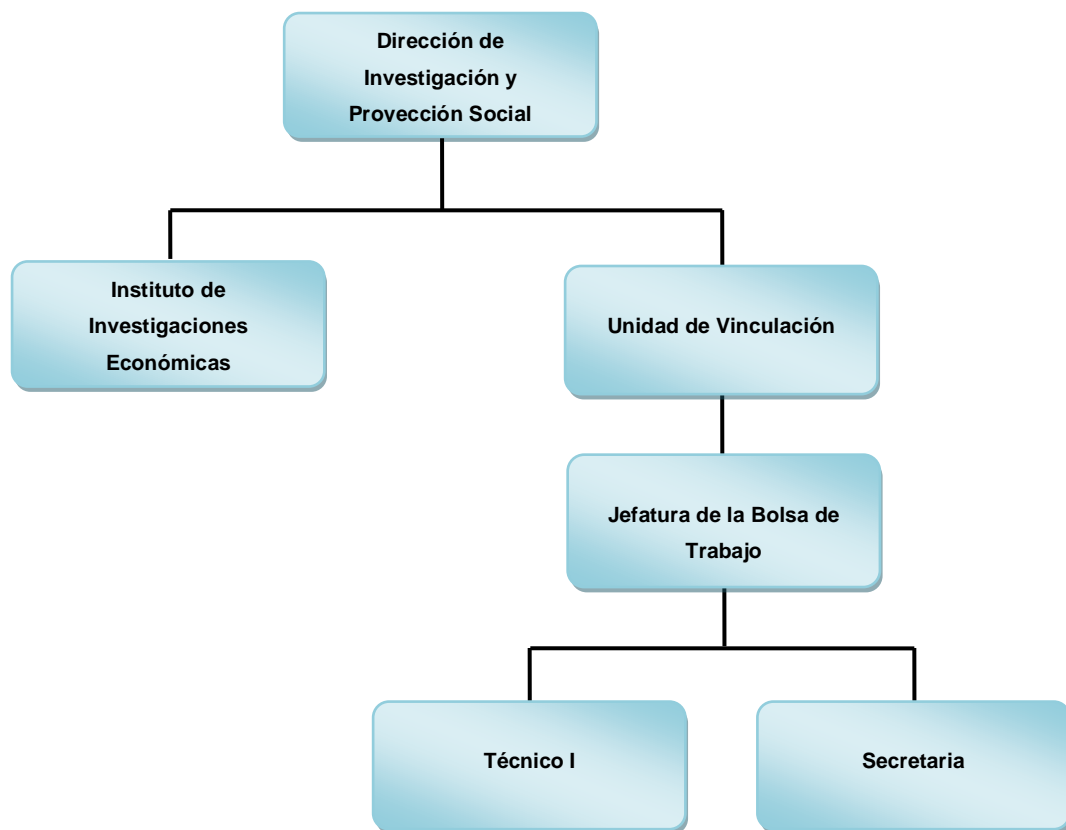 Dirección de
Investigación y
Proyección Social
Instituto de
Investigaciones
Económicas
Unidad de Vinculación
Jefatura de la Bolsa de
Trabajo
Técnico I
Secretaria